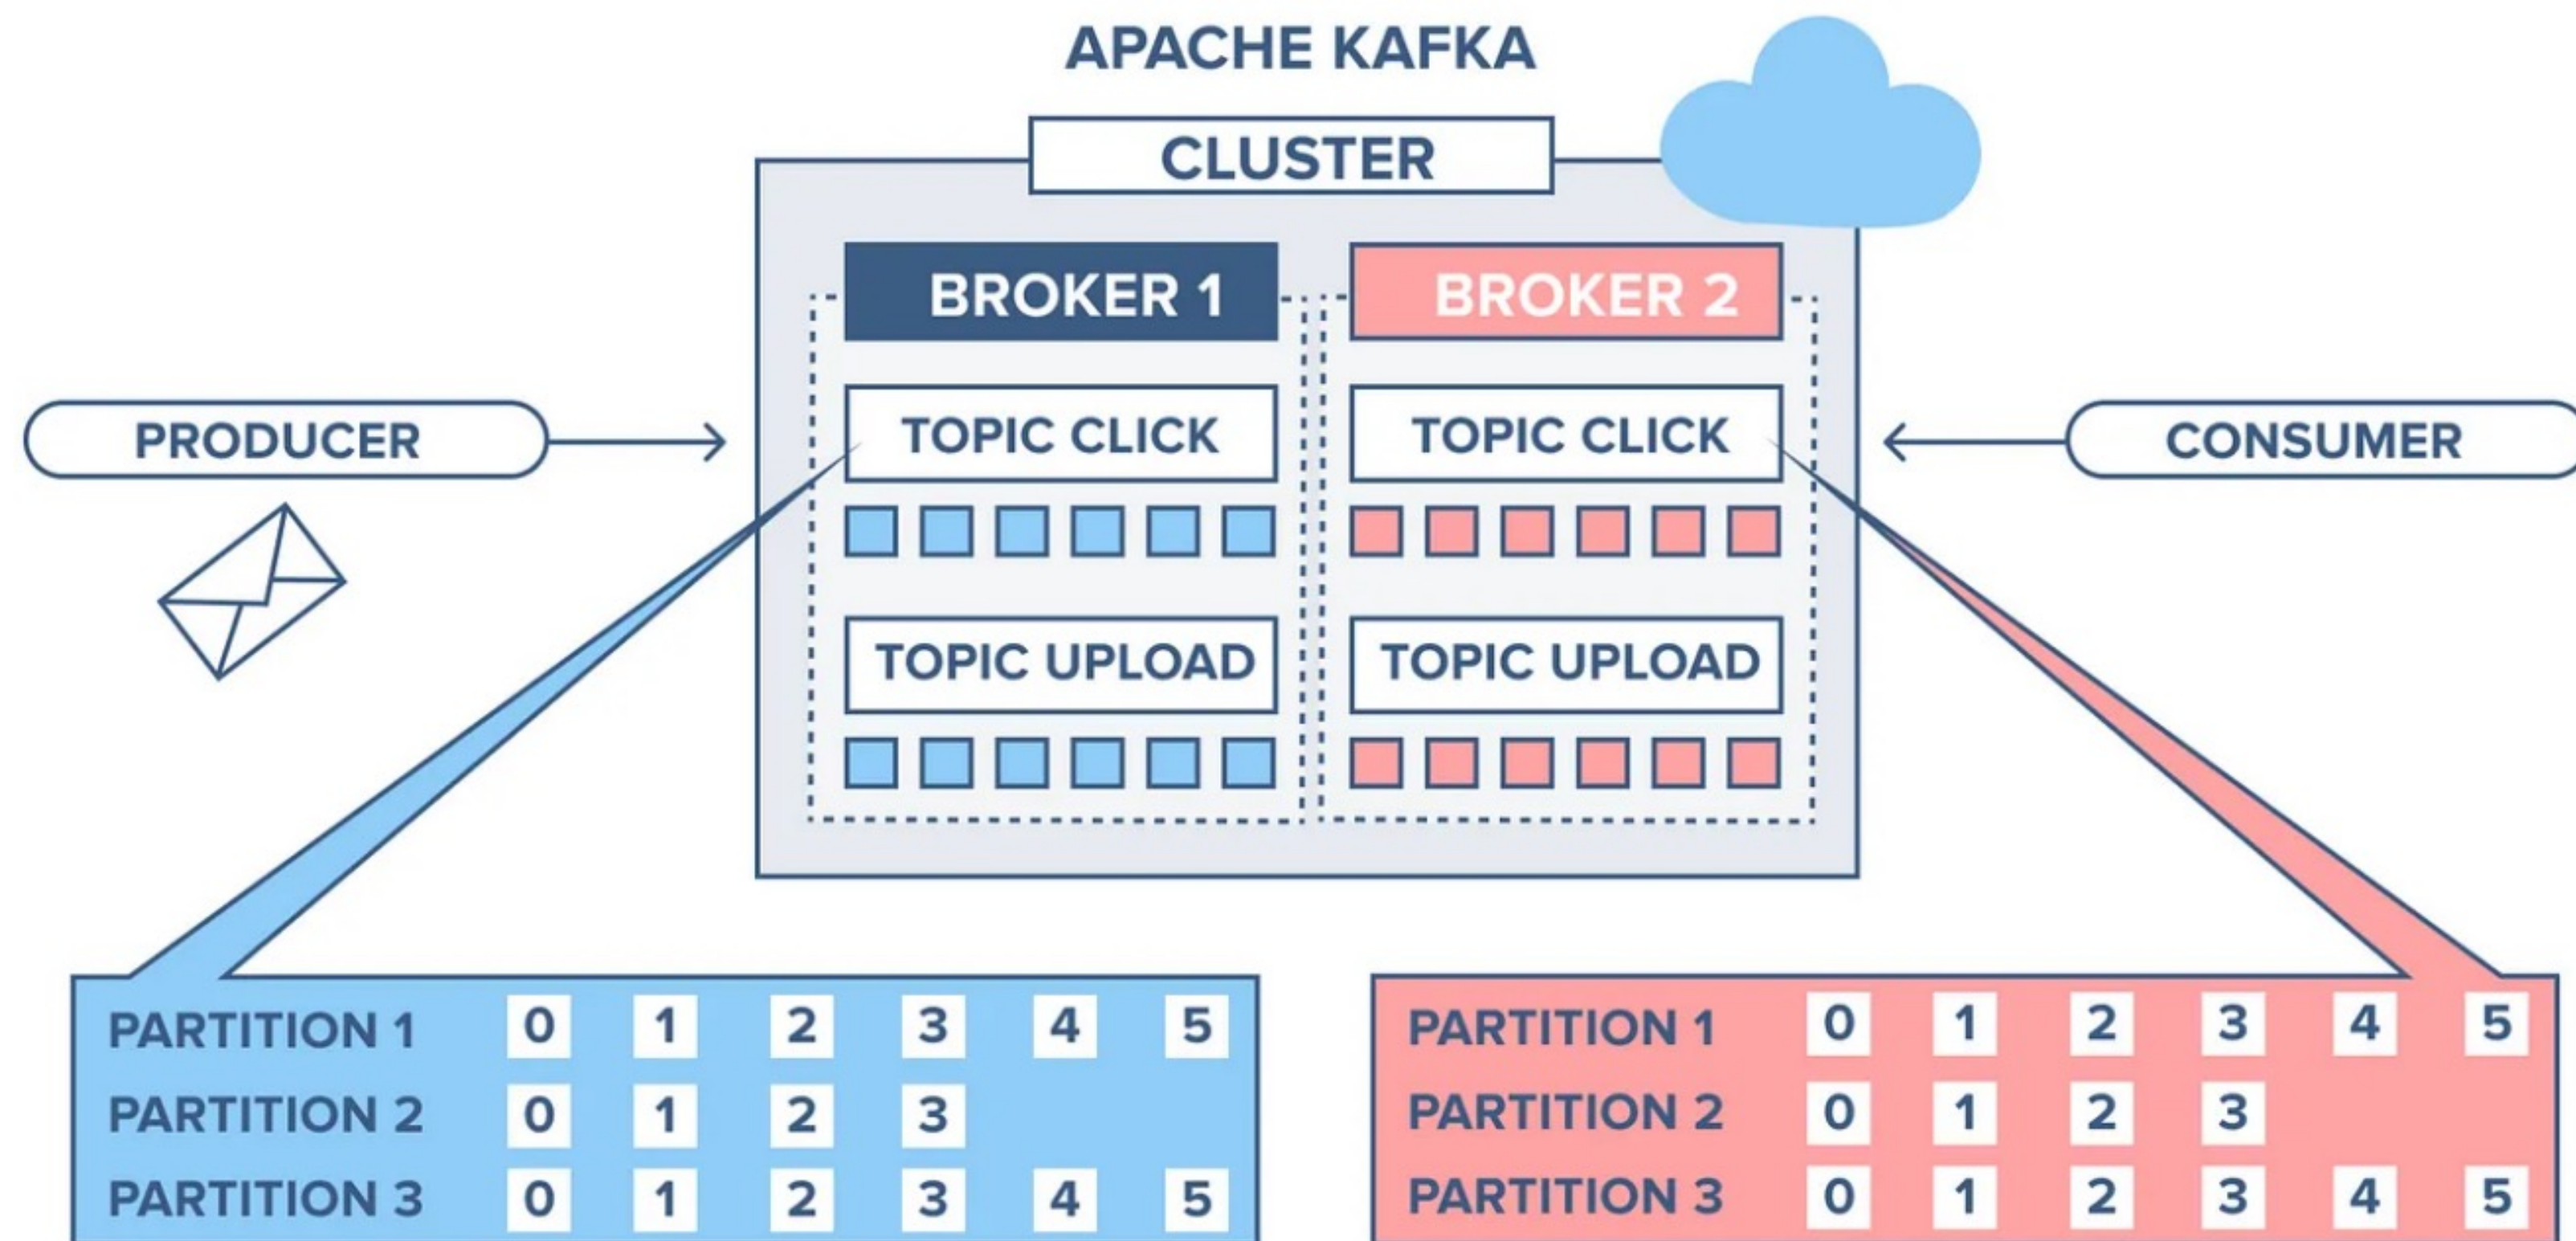 APACHE KAFKA
CLUSTER
BROKER 1
BROKER 2
PRODUCER
TOPIC CLICK
TOPIC CLICK
CONSUMER
TOPIC UPLOAD
TOPIC UPLOAD
PARTITION 1 0 1 2 3 4 5
PARTITION 2 0 1 2 3
PARTITION 3 0 1 2 3 4 5
PARTITION 1 0 1 2 3 4 5
PARTITION 2 0 1 2 3
PARTITION 3 0 1 2 3 4 5